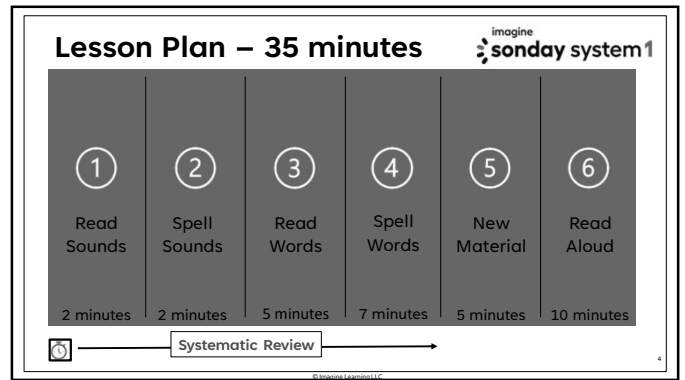 Lesson Plan – 35 minutes
imagine
sonday system 1
1
2
3
4
5
6
Read
Sounds
Spell
Sounds
Read
Words
Spell
Words
New
Material
Read
Aloud
2 minutes
2 minutes
5 minutes
7 minutes
5 minutes
10 minutes
Systematic Review
4
© Imagine Learning LLC